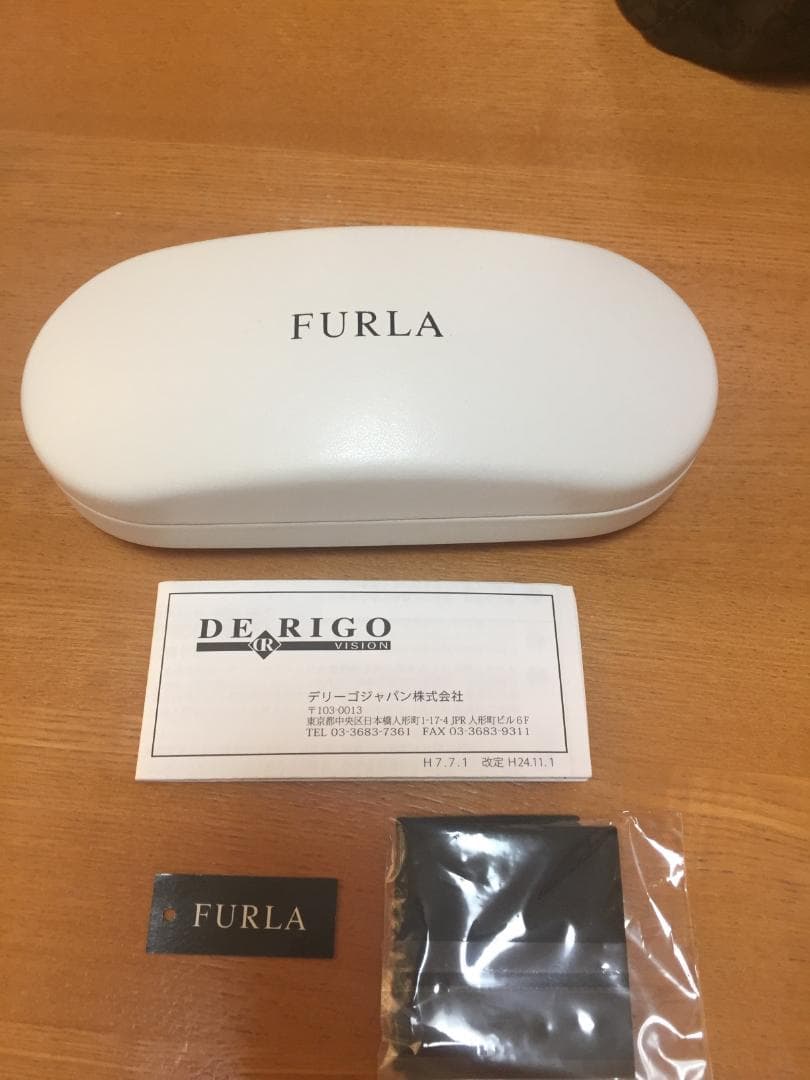 FURLA
DE RIGO
DR
VISION
デリーゴジャパン株式会社
〒103-0013
東京都中央区日本橋人形町1-17-4 JPR 人形町ビル6F
TEL 03-3683-7361 FAX 03-3683-9311
H7.7.1 改定 H24.11.1
FURLA